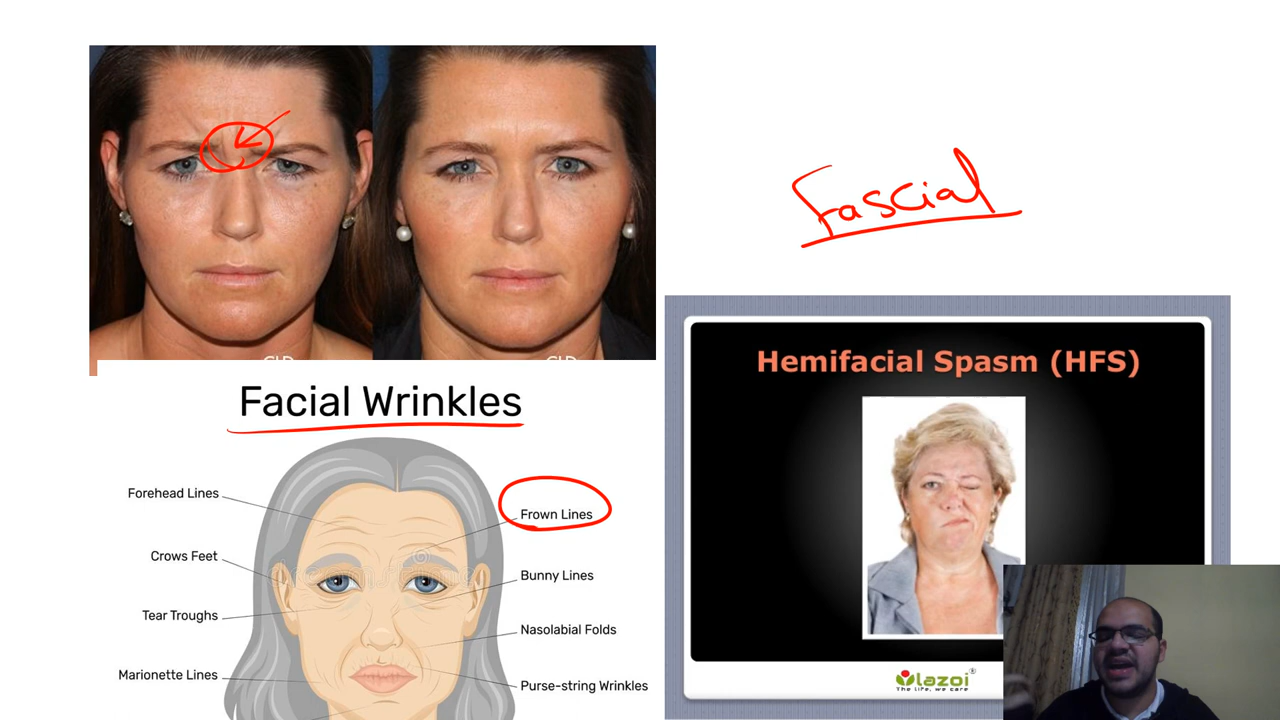 Fascial
Hemifacial Spasm (HFS)
Facial Wrinkles
Forehead Lines
Frown Lines
Crows Feet
Bunny Lines
Tear Troughs
Nasolabial Folds
Marionette Lines
Purse-string Wrinkles
lazoi
The life, we care